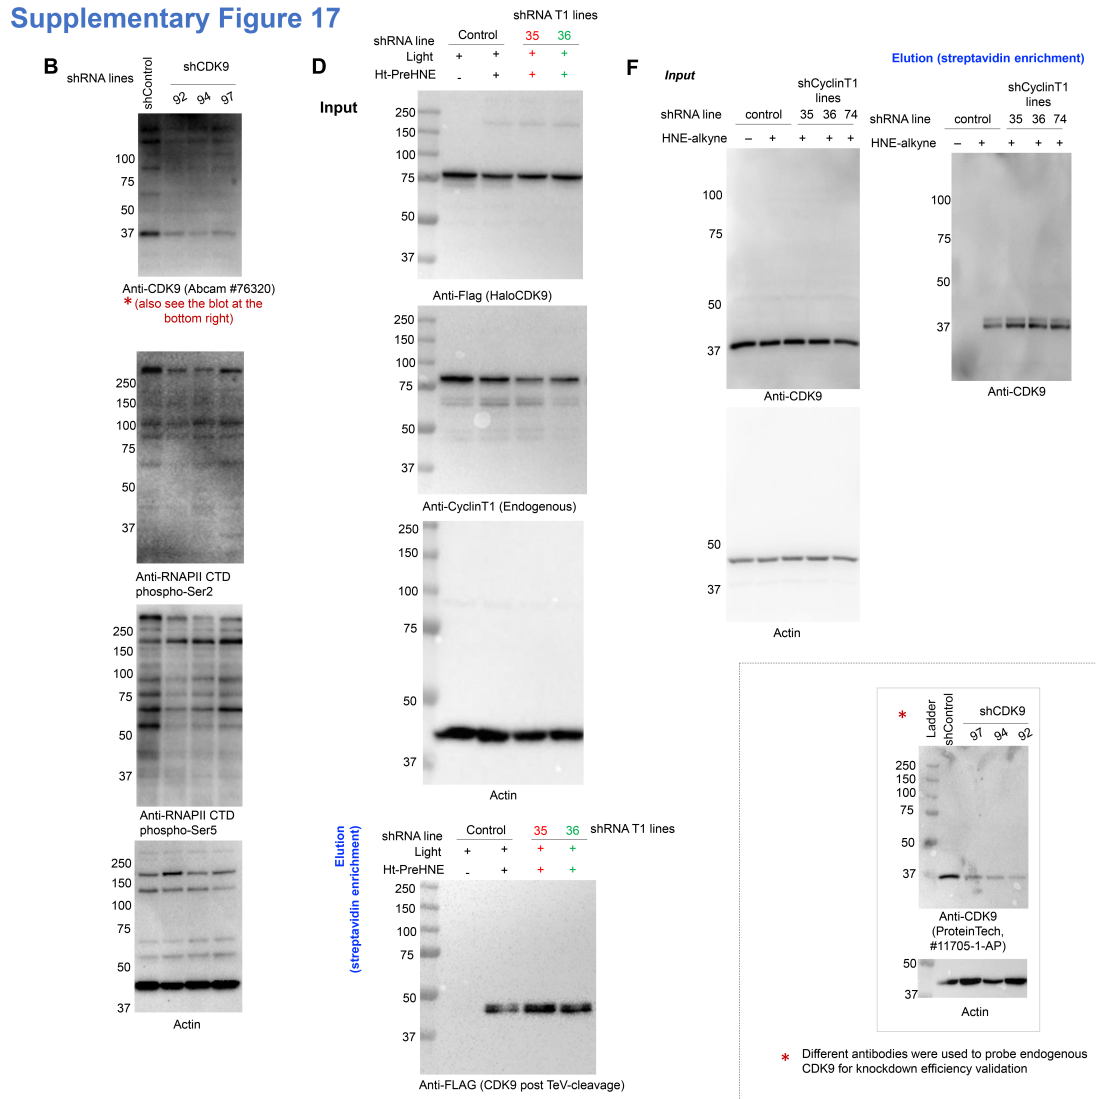 Supplementary Figure 17
B
shRNA lines
shControl
shCDK9
92 94 97
100
75
50
37
Anti-CDK9 (Abcam #76320)
* (also see the blot at the
bottom right)
250
150
100
75
50
37
Anti-RNAPII CTD
phospho-Ser2
250
150
100
75
50
37
Anti-RNAPII CTD
phospho-Ser5
250
150
100
75
50
37
Actin
D
shRNA T1 lines
shRNA line Control 35 36
Light + + + +
Ht-PreHNE - + + +
Input
250
150
100
75
50
37
Anti-Flag (HaloCDK9)
250
150
100
75
50
37
Anti-CyclinT1 (Endogenous)
250
150
100
75
50
37
Actin
Elution
(streptavidin enrichment)
shRNA line Control 35 36 shRNA T1 lines
Light + + + +
Ht-PreHNE - + + +
250
150
100
75
50
37
Anti-FLAG (CDK9 post TeV-cleavage)
F
Input
shCyclinT1
lines
shRNA line control 35 36 74
HNE-alkyne – + + + +
100
75
50
37
Anti-CDK9
50
37
Actin
Elution (streptavidin enrichment)
shCyclinT1
lines
shRNA line control 35 36 74
HNE-alkyne – + + + +
100
75
50
37
Anti-CDK9
*
Ladder
shControl
shCDK9
97 94 92
250
150
100
75
50
37
Anti-CDK9
(ProteinTech,
#11705-1-AP)
50
37
Actin
* Different antibodies were used to probe endogenous
CDK9 for knockdown efficiency validation